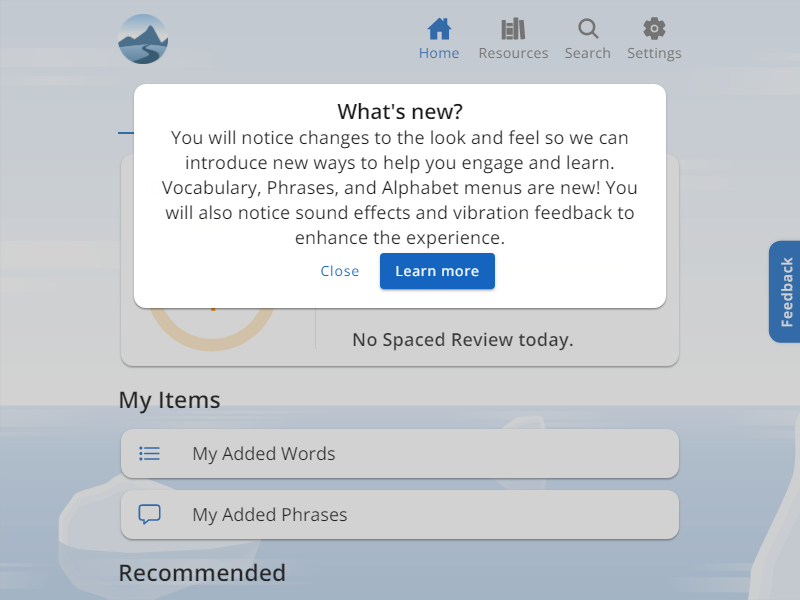 Home
Resources
Search
Settings
What's new?
You will notice changes to the look and feel so we can
introduce new ways to help you engage and learn.
Vocabulary, Phrases, and Alphabet menus are new! You
will also notice sound effects and vibration feedback to
enhance the experience.
Close
Learn more
Feedback
No Spaced Review today.
My Items
My Added Words
My Added Phrases
Recommended